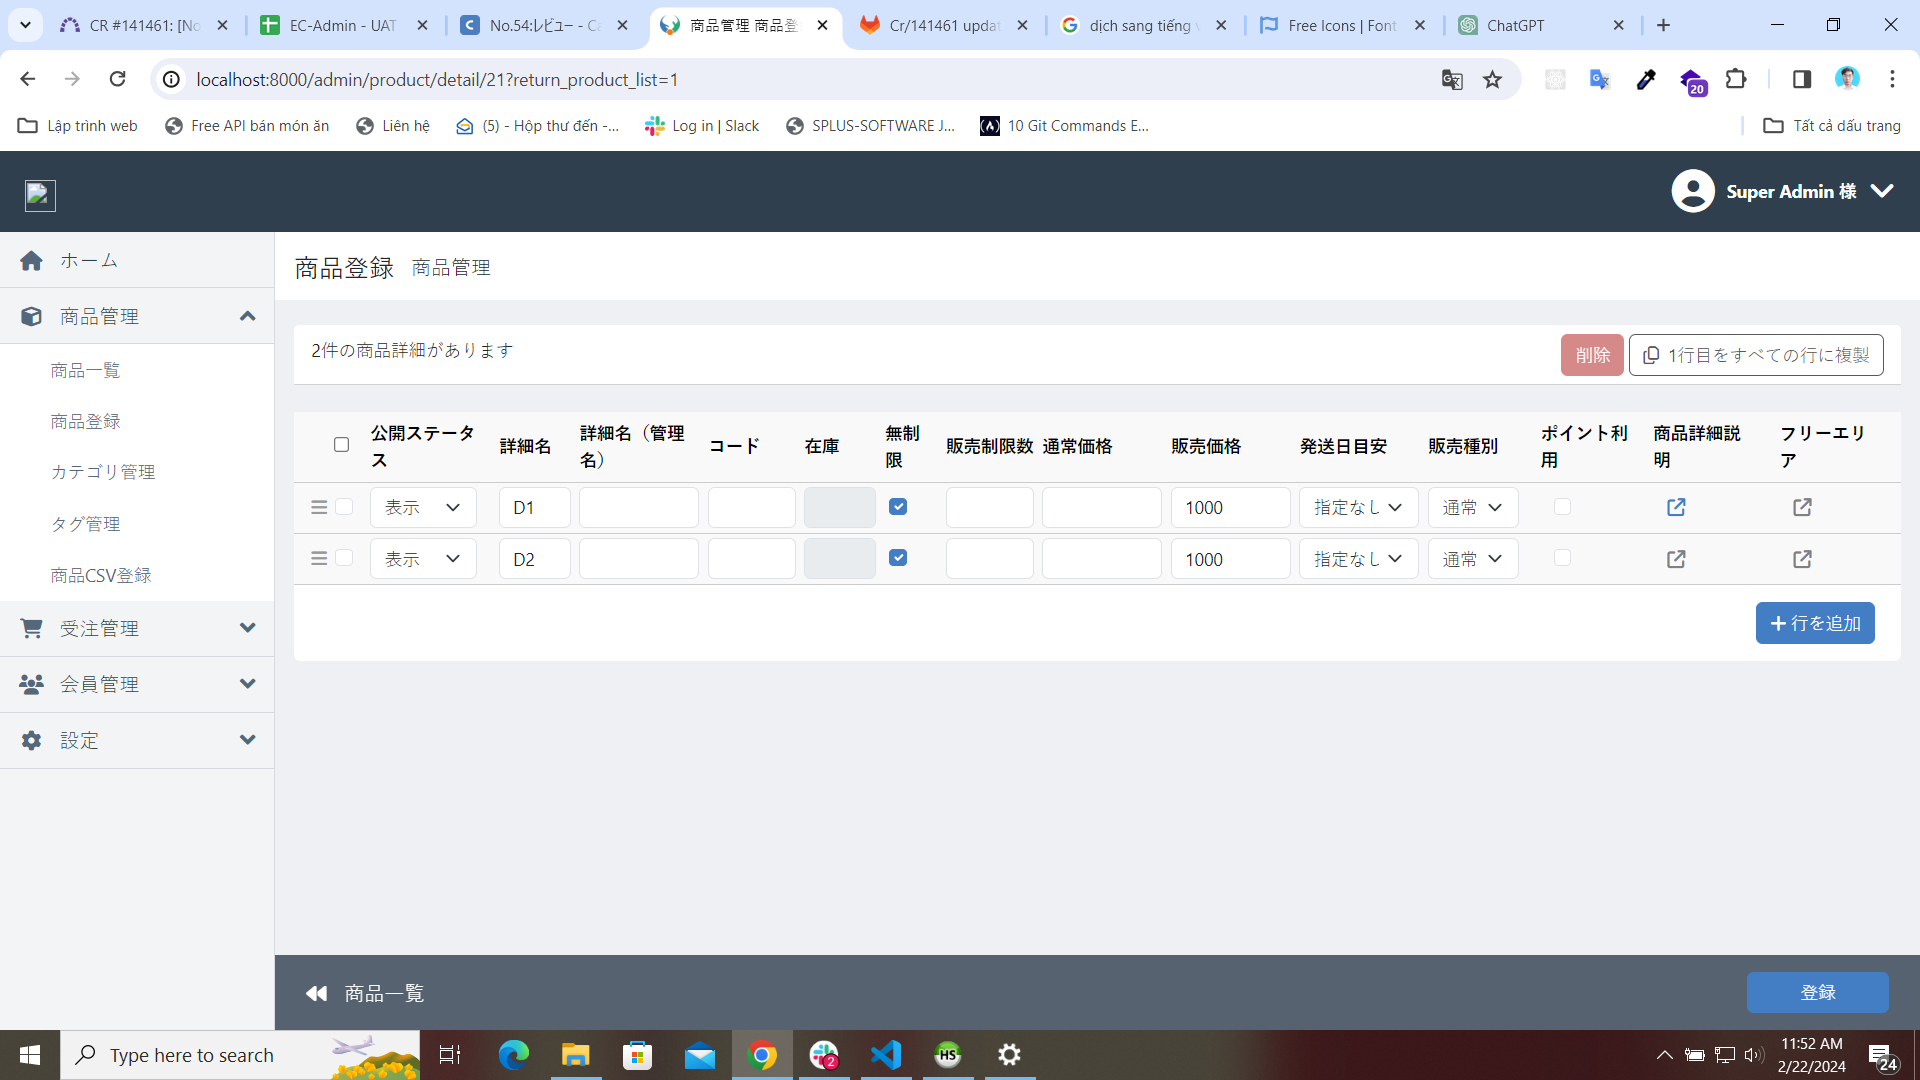 CR #141461: [No
EC-Admin - UAT
No.54:レビュー - Ca
商品管理 商品登
Cr/141461 updat
dịch sang tiếng v
Free Icons | Font
ChatGPT
localhost:8000/admin/product/detail/21?return_product_list=1
20
Lập trình web
Free API bán món ăn
Liên hệ
(5) - Hộp thư đến -...
Log in | Slack
SPLUS-SOFTWARE J...
10 Git Commands E...
Tất cả dấu trang
Super Admin 様
ホーム
商品管理
商品一覧
商品登録
カテゴリ管理
タグ管理
商品CSV登録
受注管理
会員管理
設定
商品登録 商品管理
2件の商品詳細があります
削除
1行目をすべての行に複製
公開ステータス 詳細名 詳細名（管理名） コード 在庫 無制限 販売制限数 通常価格 販売価格 発送日目安 販売種別 ポイント利用 商品詳細説明 フリーエリア
表示 D1 1000 指定なし 通常
表示 D2 1000 指定なし 通常
行を追加
商品一覧
登録
Type here to search
2
HS
11:52 AM
2/22/2024
24